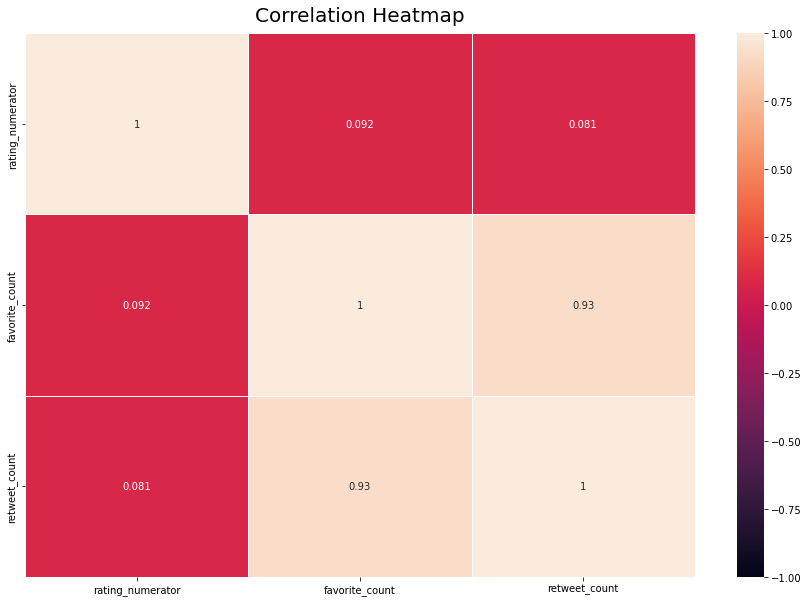 Correlation Heatmap
rating_numerator
1
0.092
0.081
favorite_count
0.092
1
0.93
retweet_count
0.081
0.93
1
rating_numerator
favorite_count
retweet_count
1.00
0.75
0.50
0.25
0.00
−0.25
−0.50
−0.75
−1.00